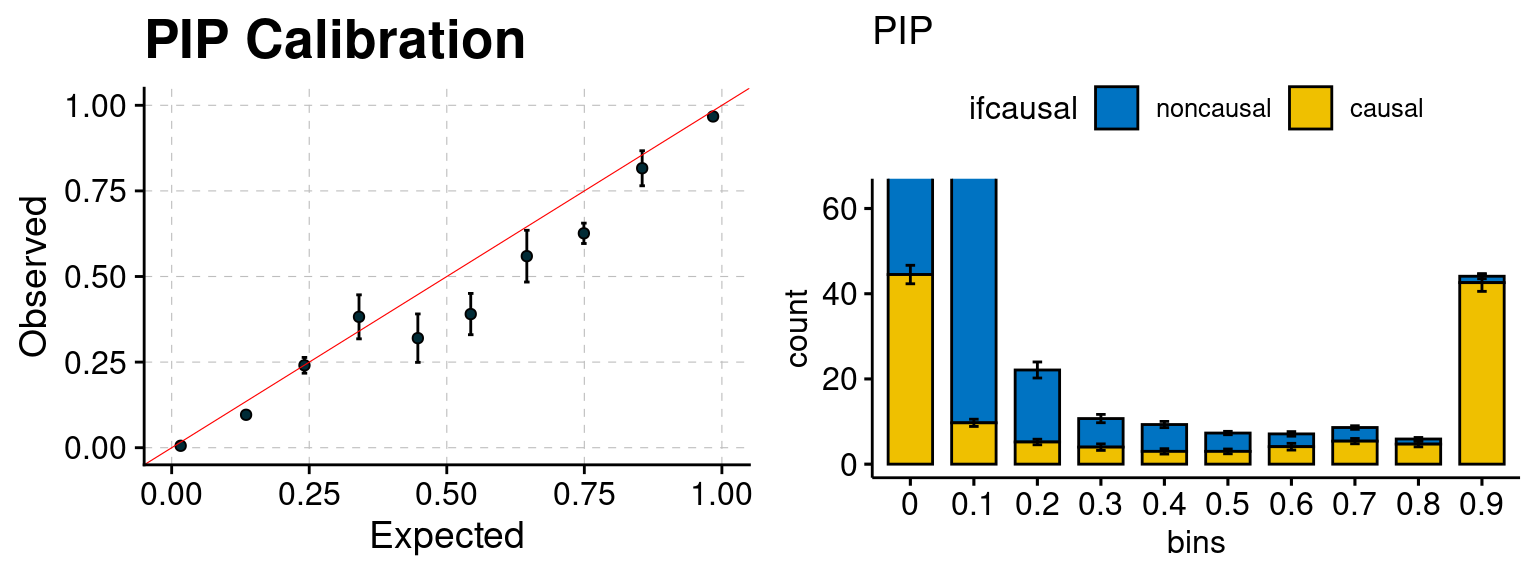 PIP Calibration
1.00
0.75
0.50
0.25
0.00
Observed
0.00 0.25 0.50 0.75 1.00
Expected
PIP
ifcausal noncausal causal
60
40
20
0
count
0 0.1 0.2 0.3 0.4 0.5 0.6 0.7 0.8 0.9
bins